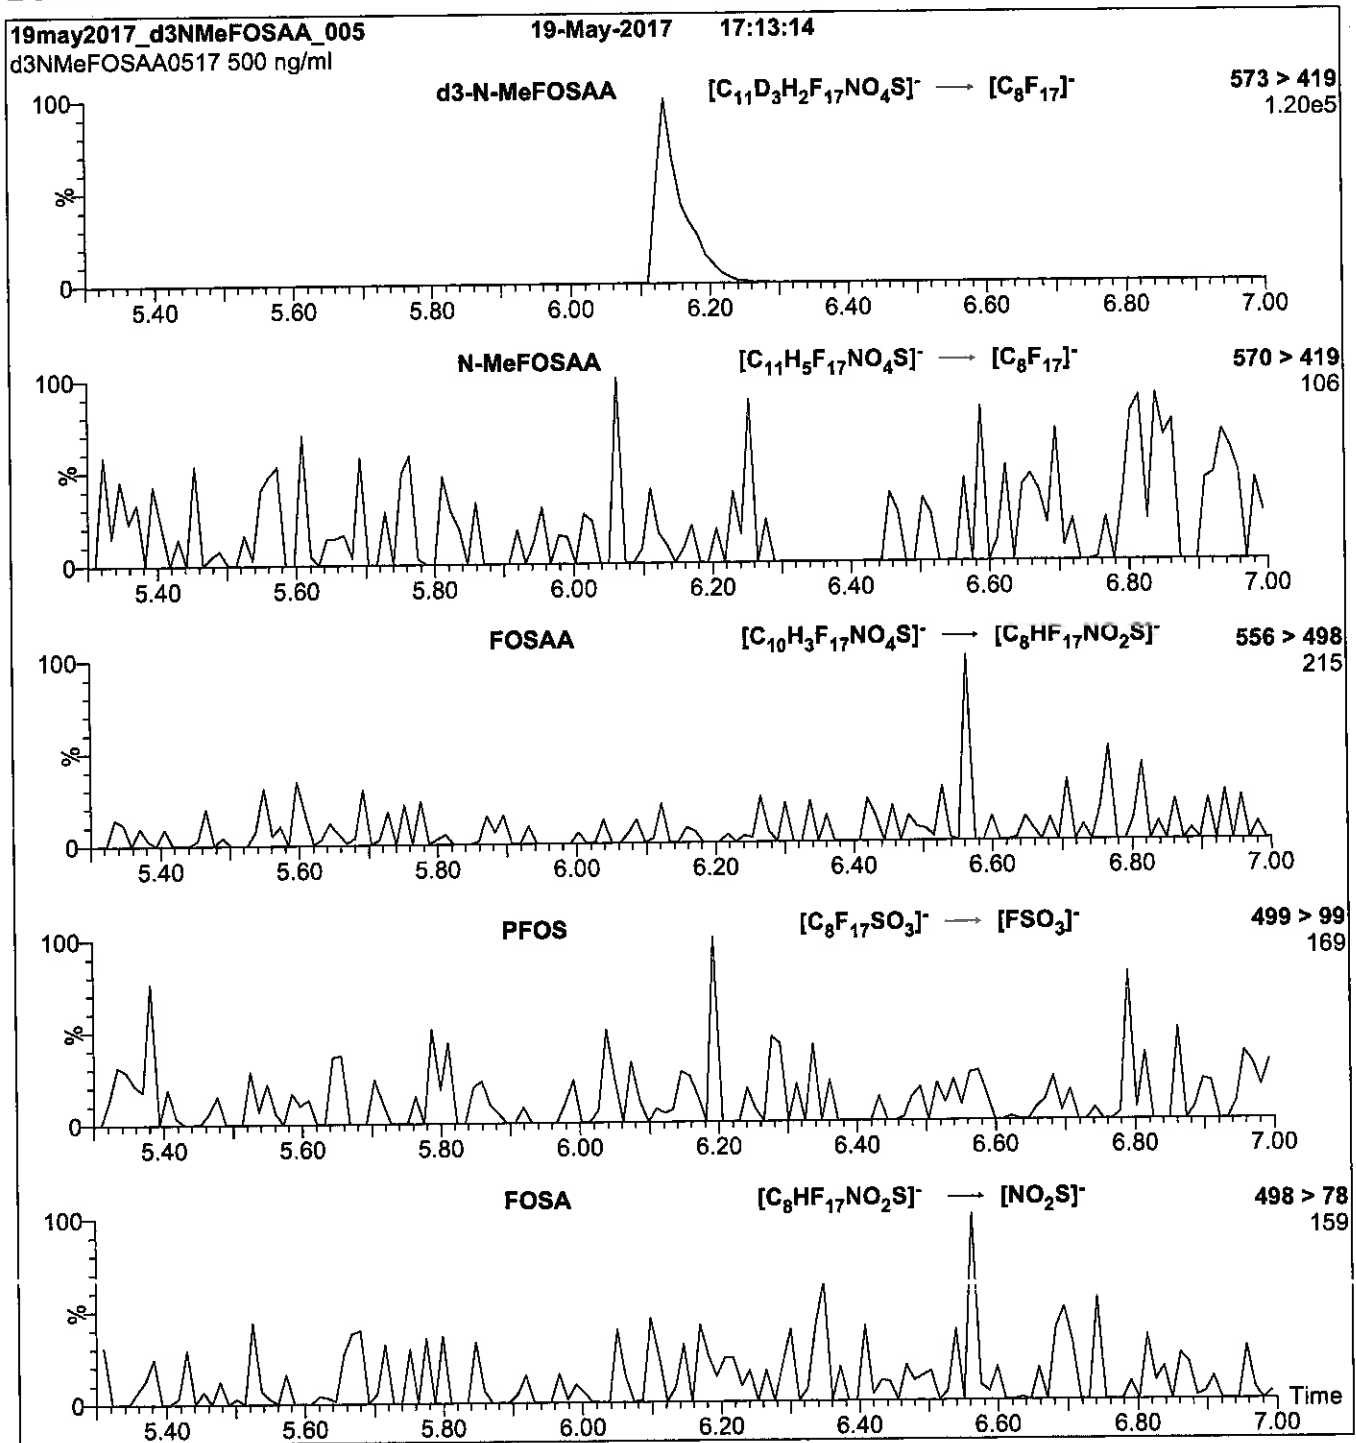 19may2017_d3NMeFOSAA_005 19-May-2017 17:13:14
d3NMeFOSAA0517 500 ng/ml
d3-N-MeFOSAA [C₁₁D₃H₂F₁₇NO₄S]⁻ ⟶ [C₈F₁₇]⁻ 573 > 419
1.20e5
100
%
0
5.40 5.60 5.80 6.00 6.20 6.40 6.60 6.80 7.00
N-MeFOSAA [C₁₁H₅F₁₇NO₄S]⁻ ⟶ [C₈F₁₇]⁻ 570 > 419
106
100
%
0
5.40 5.60 5.80 6.00 6.20 6.40 6.60 6.80 7.00
FOSAA [C₁₀H₃F₁₇NO₄S]⁻ ⟶ [C₈HF₁₇NO₂S]⁻ 556 > 498
215
100
%
0
5.40 5.60 5.80 6.00 6.20 6.40 6.60 6.80 7.00
PFOS [C₈F₁₇SO₃]⁻ ⟶ [FSO₃]⁻ 499 > 99
169
100
%
0
5.40 5.60 5.80 6.00 6.20 6.40 6.60 6.80 7.00
FOSA [C₈HF₁₇NO₂S]⁻ ⟶ [NO₂S]⁻ 498 > 78
159
100
%
0
Time
5.40 5.60 5.80 6.00 6.20 6.40 6.60 6.80 7.00